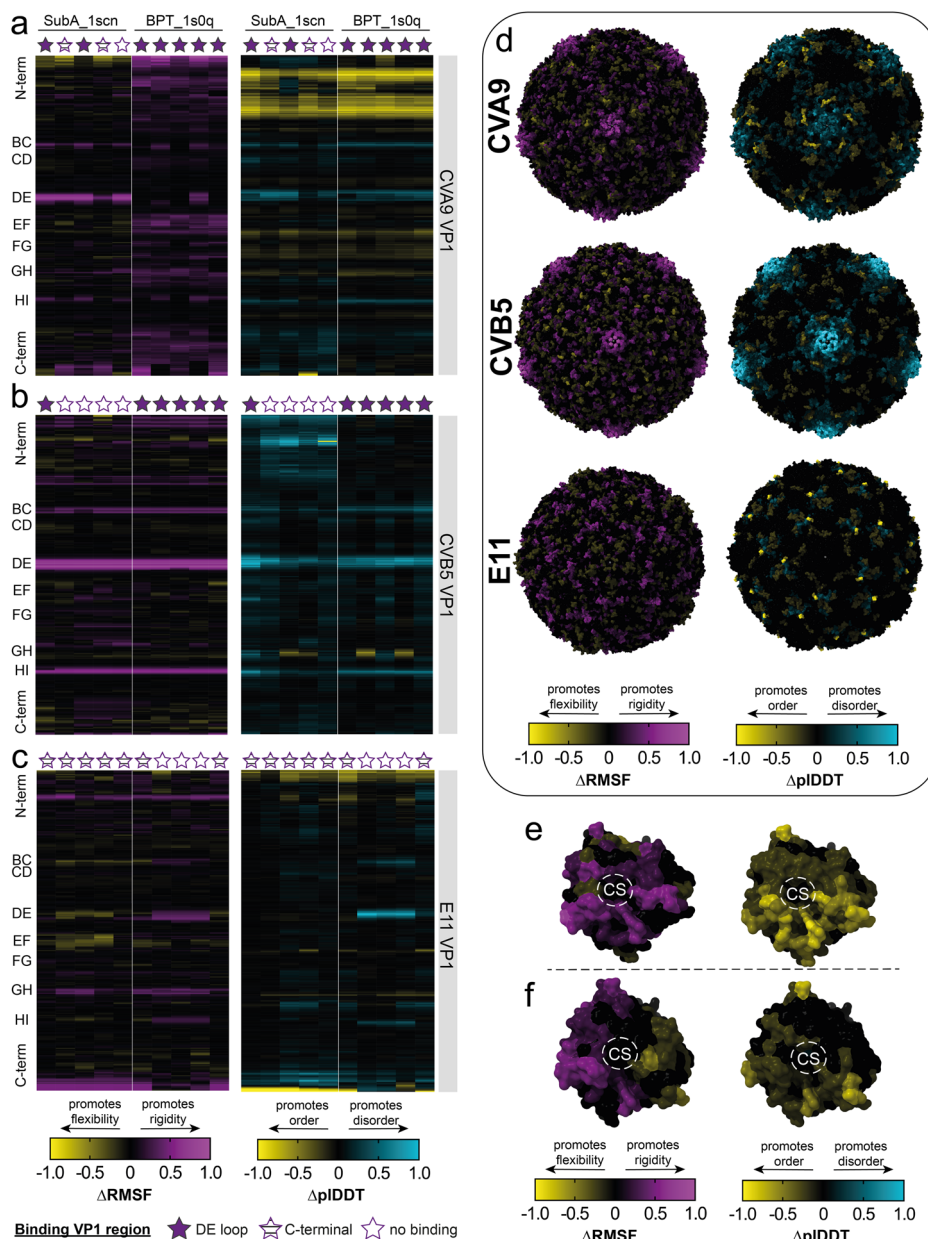 a
SubA_1scn BPT_1s0q SubA_1scn BPT_1s0q
N-term
BC
CD
DE
EF
FG
GH
HI
C-term
CVA9 VP1
b
N-term
BC
CD
DE
EF
FG
GH
HI
C-term
CVB5 VP1
c
N-term
BC
CD
DE
EF
FG
GH
HI
C-term
E11 VP1
promotes flexibility promotes rigidity
-1.0 -0.5 0 0.5 1.0
ΔRMSF
promotes order promotes disorder
-1.0 -0.5 0 0.5 1.0
ΔplDDT
Binding VP1 region DE loop C-terminal no binding
d
CVA9
CVB5
E11
promotes flexibility promotes rigidity
-1.0 -0.5 0 0.5 1.0
ΔRMSF
promotes order promotes disorder
-1.0 -0.5 0 0.5 1.0
ΔplDDT
e
CS CS
f
CS CS
promotes flexibility promotes rigidity
-1.0 -0.5 0 0.5 1.0
ΔRMSF
promotes order promotes disorder
-1.0 -0.5 0 0.5 1.0
ΔplDDT